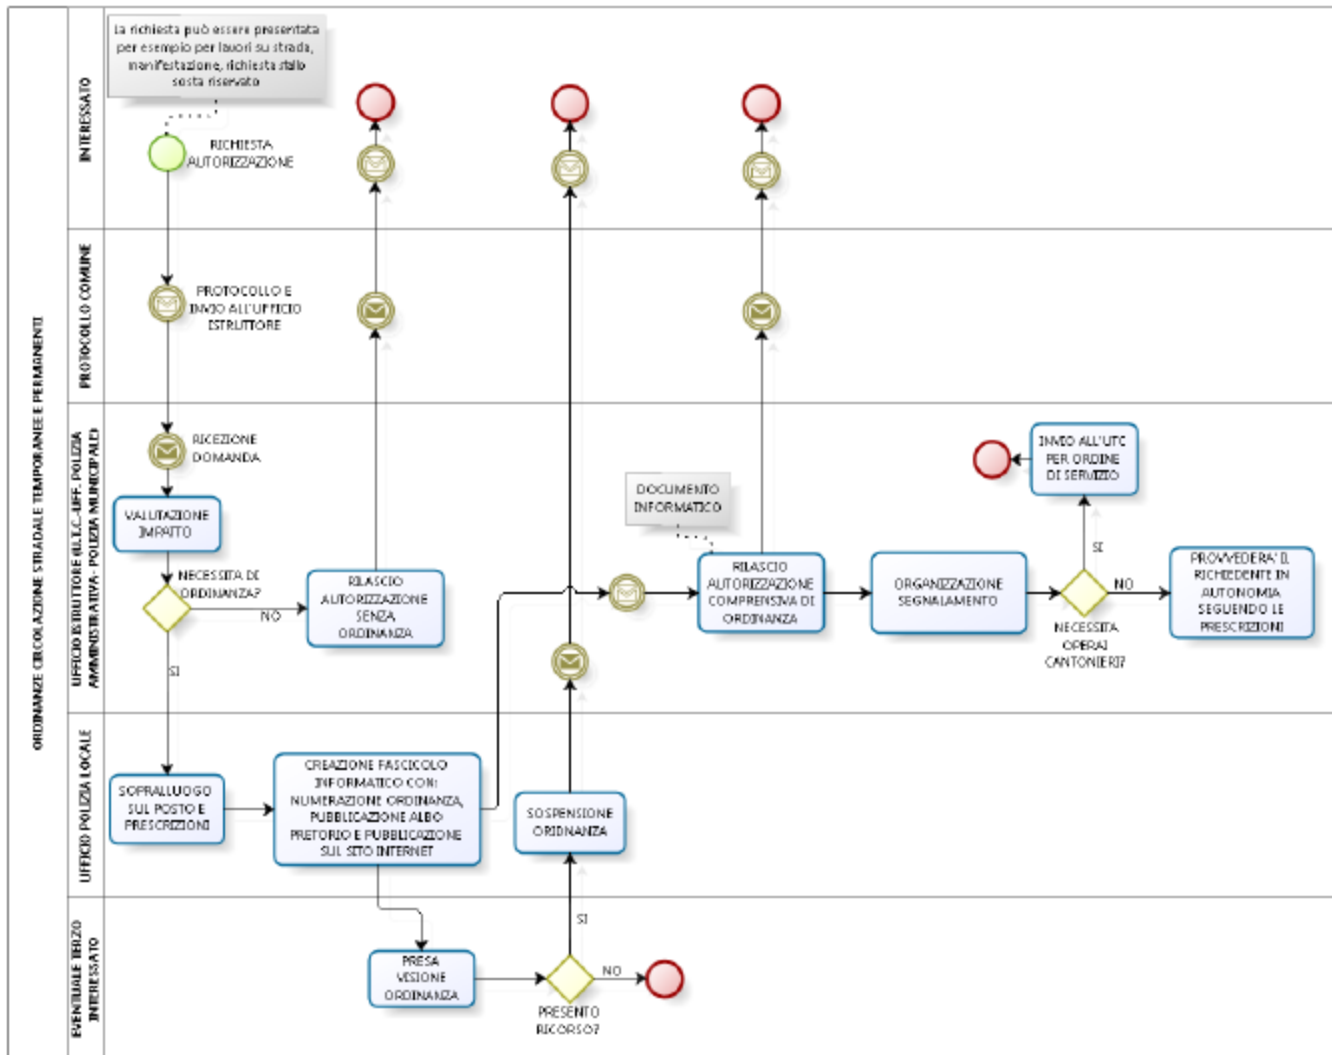 ORDINANZE CIRCOLAZIONE STRADALE TEMPORANEE E PERMANENTI
INTERESSATO
La richiesta può essere presentata
per esempio per lavori su strada,
manifestazione, richiesta stallo
sosta riservato
RICHIESTA
AUTORIZZAZIONE
PROTOCOLLO COMUNE
PROTOCOLLO E
INVIO ALL'UFFICIO
ISTRUTTORE
UFFICIO ISTRUTTORE (U.T.C.-UFF. POLIZIA
AMMINISTRATIVA- POLIZIA MUNICIPALE)
RICEZIONE
DOMANDA
VALUTAZIONE
IMPATTO
NECESSITA DI
ORDINANZA?
NO
SI
RILASCIO
AUTORIZZAZIONE
SENZA
ORDINANZA
DOCUMENTO
INFORMATICO
RILASCIO
AUTORIZZAZIONE
COMPRENSIVA DI
ORDINANZA
ORGANIZZAZIONE
SEGNALAMENTO
INVIO ALL'UTC
PER ORDINE
DI SERVIZIO
SI
NO
NECESSITA
OPERAI
CANTONIERI?
PROVVEDERA' IL
RICHIEDENTE IN
AUTONOMIA
SEGUENDO LE
PRESCRIZIONI
UFFICIO POLIZIA LOCALE
SOPRALLUOGO
SUL POSTO E
PRESCRIZIONI
CREAZIONE FASCICOLO
INFORMATICO CON:
NUMERAZIONE ORDINANZA,
PUBBLICAZIONE ALBO
PRETORIO E PUBBLICAZIONE
SUL SITO INTERNET
SOSPENSIONE
ORIDNANZA
EVENTUALE TERZO
INTERESSATO
PRESA
VISIONE
ORDINANZA
SI
NO
PRESENTO
RICORSO?